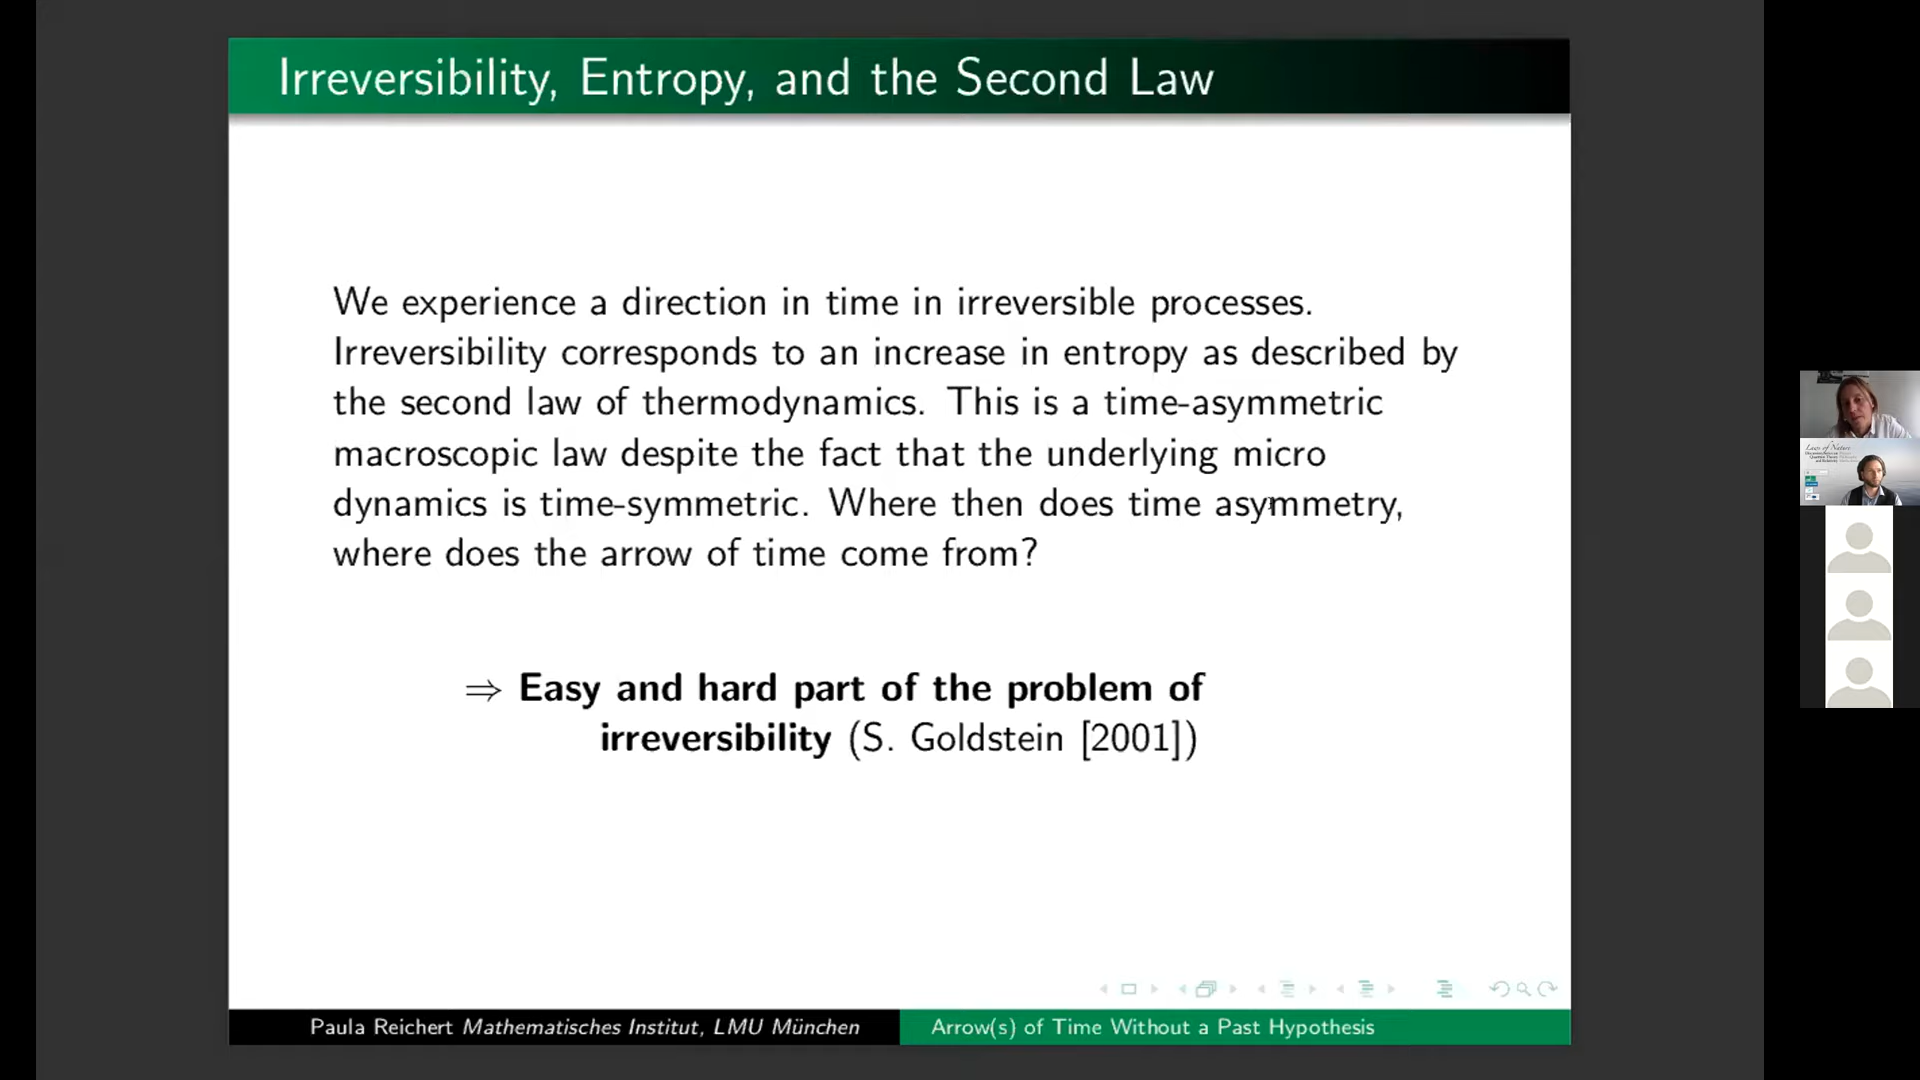 Irreversibility, Entropy, and the Second Law
We experience a direction in time in irreversible processes.
Irreversibility corresponds to an increase in entropy as described by
the second law of thermodynamics. This is a time-asymmetric
macroscopic law despite the fact that the underlying micro
dynamics is time-symmetric. Where then does time asymmetry,
where does the arrow of time come from?
⇒ Easy and hard part of the problem of
irreversibility (S. Goldstein [2001])
Paula Reichert Mathematisches Institut, LMU München
Arrow(s) of Time Without a Past Hypothesis
Laws of Nature